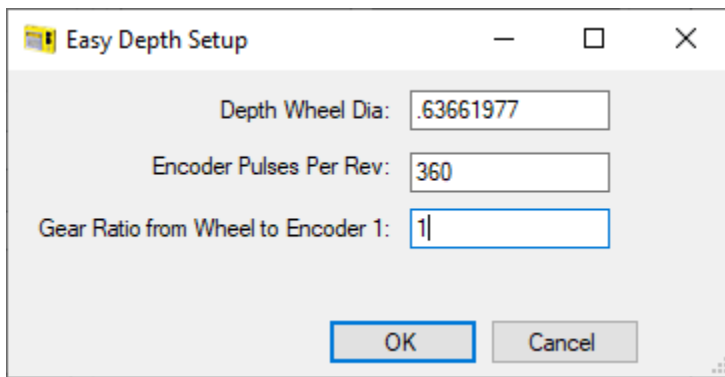 Easy Depth Setup
Depth Wheel Dia: .63661977
Encoder Pulses Per Rev: 360
Gear Ratio from Wheel to Encoder 1: 1
OK Cancel